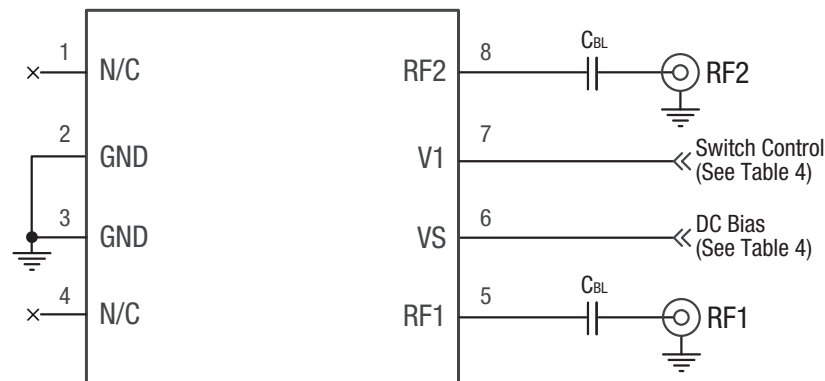 1 N/C RF2 8 CBL RF2
2 GND V1 7 Switch Control
(See Table 4)
3 GND VS 6 DC Bias
(See Table 4)
4 N/C RF1 5 CBL RF1